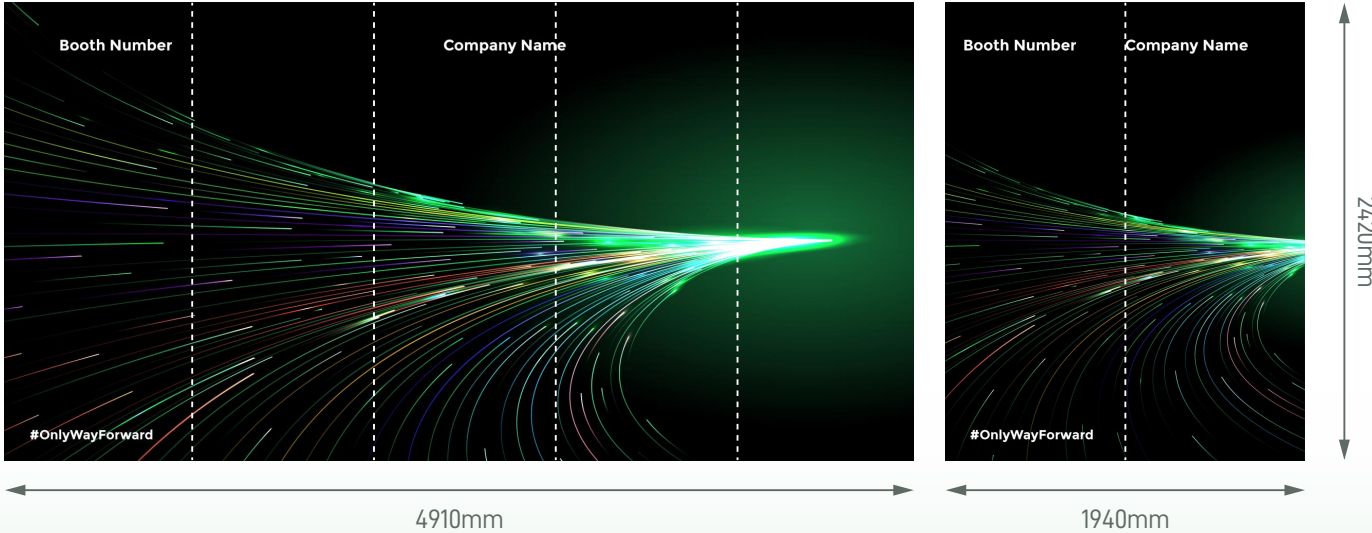 Booth Number
Company Name
#OnlyWayForward
4910mm
Booth Number
Company Name
#OnlyWayForward
1940mm
2420mm